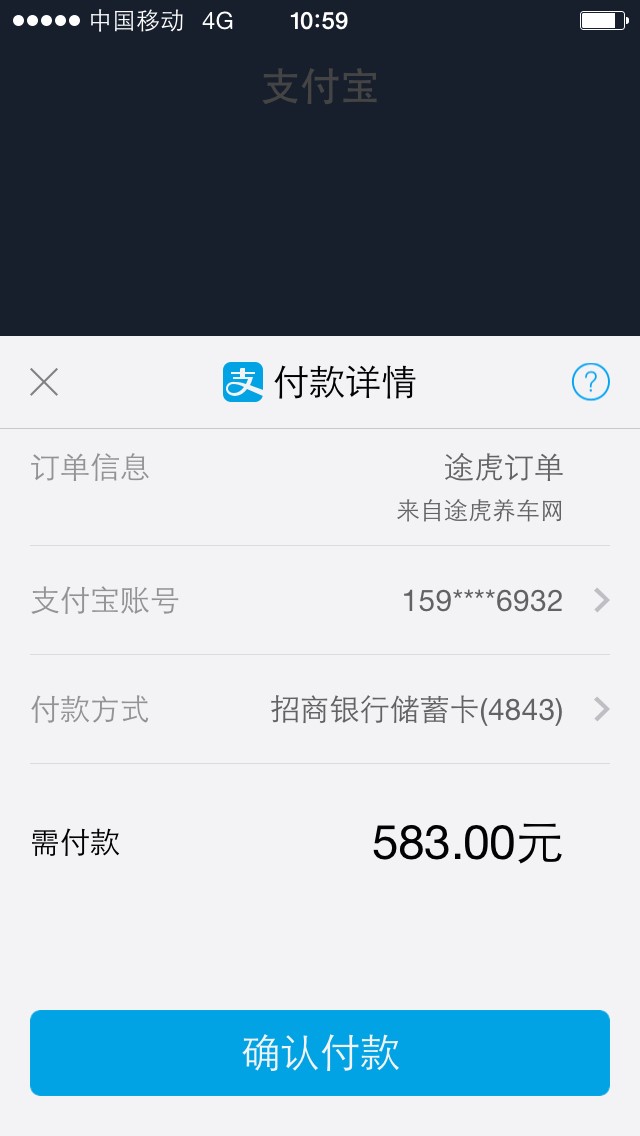 中国移动 4G 10:59
支付宝
支 付款详情 ?
订单信息 途虎订单
来自途虎养车网
支付宝账号 159****6932
付款方式 招商银行储蓄卡(4843)
需付款 583.00元
确认付款